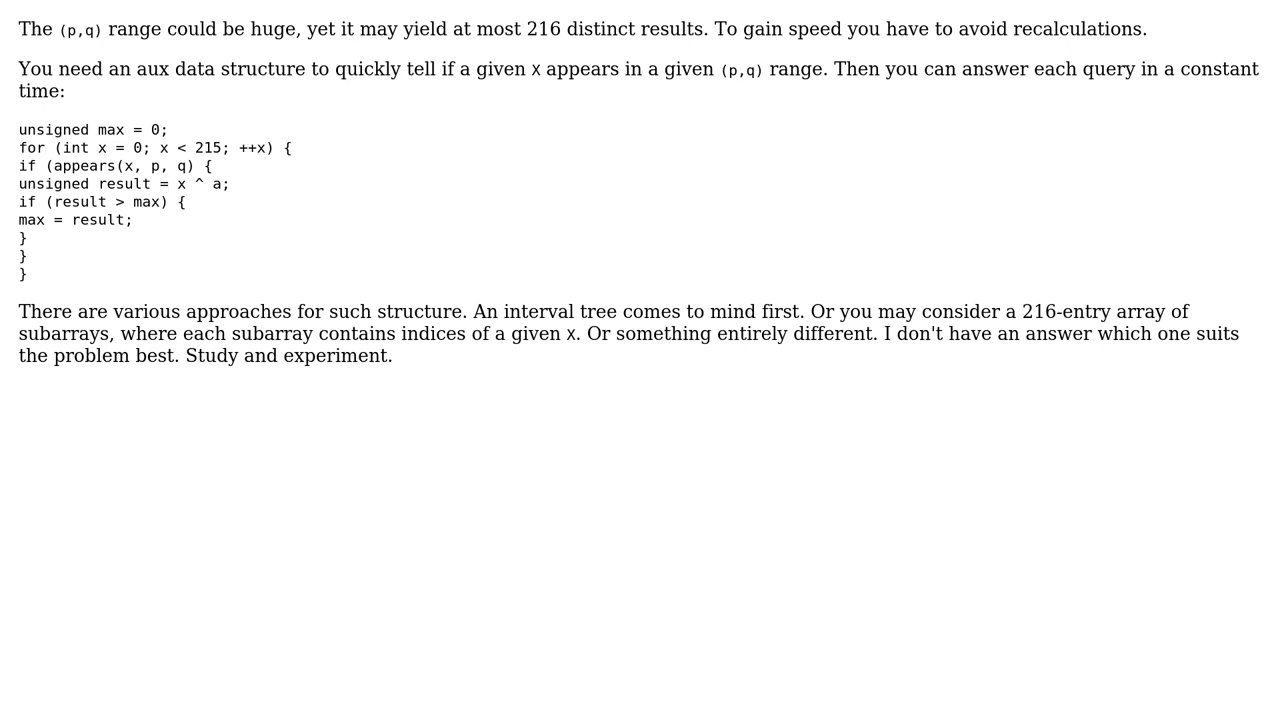 The (p,q) range could be huge, yet it may yield at most 216 distinct results. To gain speed you have to avoid recalculations.
You need an aux data structure to quickly tell if a given X appears in a given (p,q) range. Then you can answer each query in a constant
time:
unsigned max = 0;
for (int x = 0; x < 215; ++x) {
if (appears(x, p, q) {
unsigned result = x ^ a;
if (result > max) {
max = result;
}
}
}
There are various approaches for such structure. An interval tree comes to mind first. Or you may consider a 216-entry array of
subarrays, where each subarray contains indices of a given X. Or something entirely different. I don't have an answer which one suits
the problem best. Study and experiment.